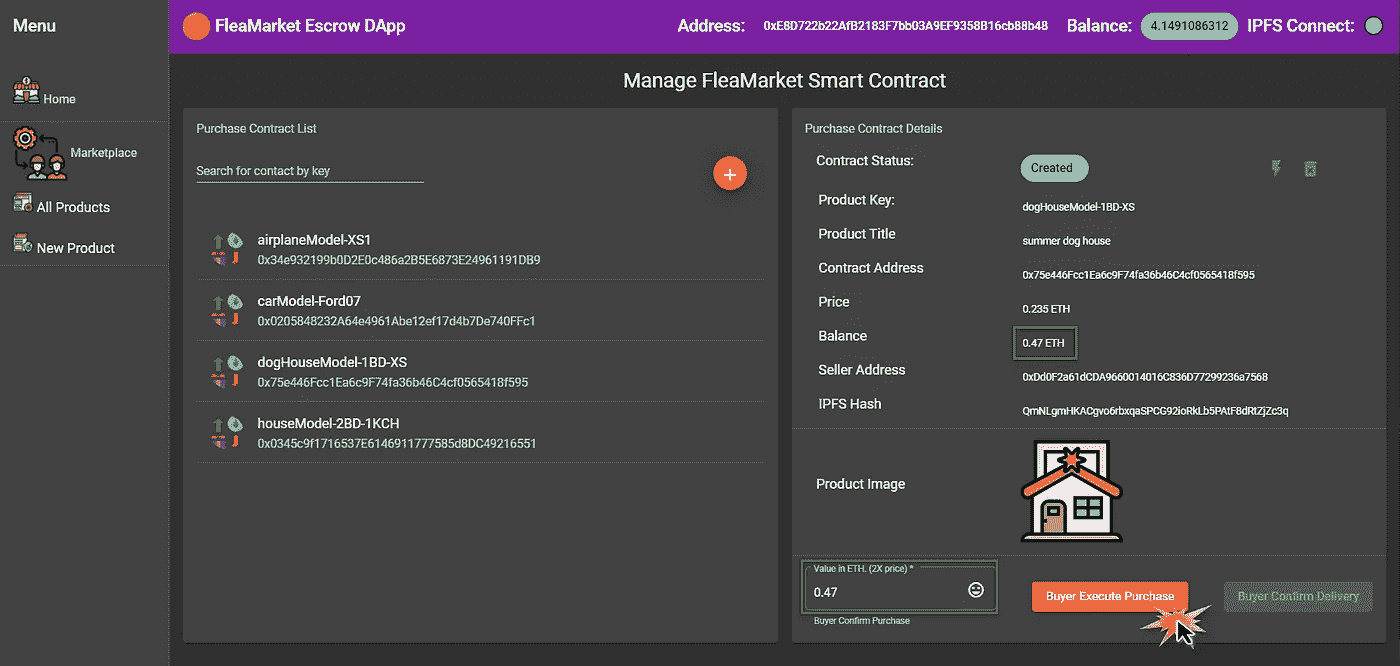 Menu
FleaMarket Escrow DApp
Address: 0xE8D722b22AfB2183F7bb03A9EF9358B16cb88b48 Balance: 4.1491086312 IPFS Connect:
Home
Marketplace
All Products
New Product
Manage FleaMarket Smart Contract
Purchase Contract List
Search for contact by key
+
airplaneModel-XS1
0x34e932199b0D2E0c486a2B5E6873E24961191DB9
carModel-Ford07
0x0205848232A64e4961Abe12ef17d4b7De740FFc1
dogHouseModel-1BD-XS
0x75e446Fcc1Ea6c9F74fa36b46C4cf0565418f595
houseModel-2BD-1KCH
0x0345c9f1716537E6146911777585d8DC49216551
Purchase Contract Details
Contract Status: Created
Product Key: dogHouseModel-1BD-XS
Product Title summer dog house
Contract Address 0x75e446Fcc1Ea6c9F74fa36b46C4cf0565418f595
Price 0.235 ETH
Balance 0.47 ETH
Seller Address 0xDd0F2a61dCDA9660014016C836D77299236a7568
IPFS Hash QmNLgmHKACgvo6rbxqaSPCG92ioRkLb5PAtF8dRtZjZc3q
Product Image
Value in ETH. (2X price) *
0.47
Buyer Confirm Purchase
Buyer Execute Purchase
Buyer Confirm Delivery